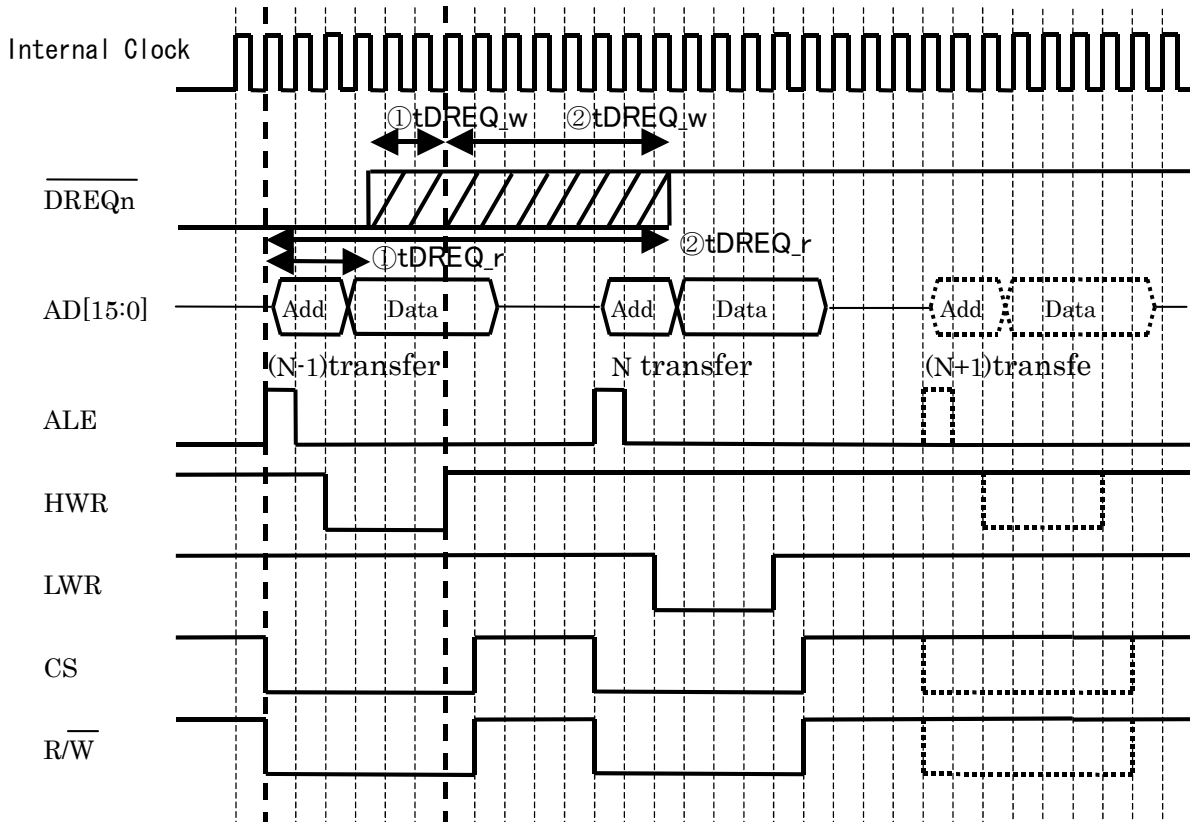 Internal Clock
①tDREQ_w ②tDREQ_w
DREQn
②tDREQ_r
①tDREQ_r
AD[15:0] Add Data Add Data Add Data
(N-1)transfer N transfer (N+1)transfe
ALE
HWR
LWR
CS
R/W